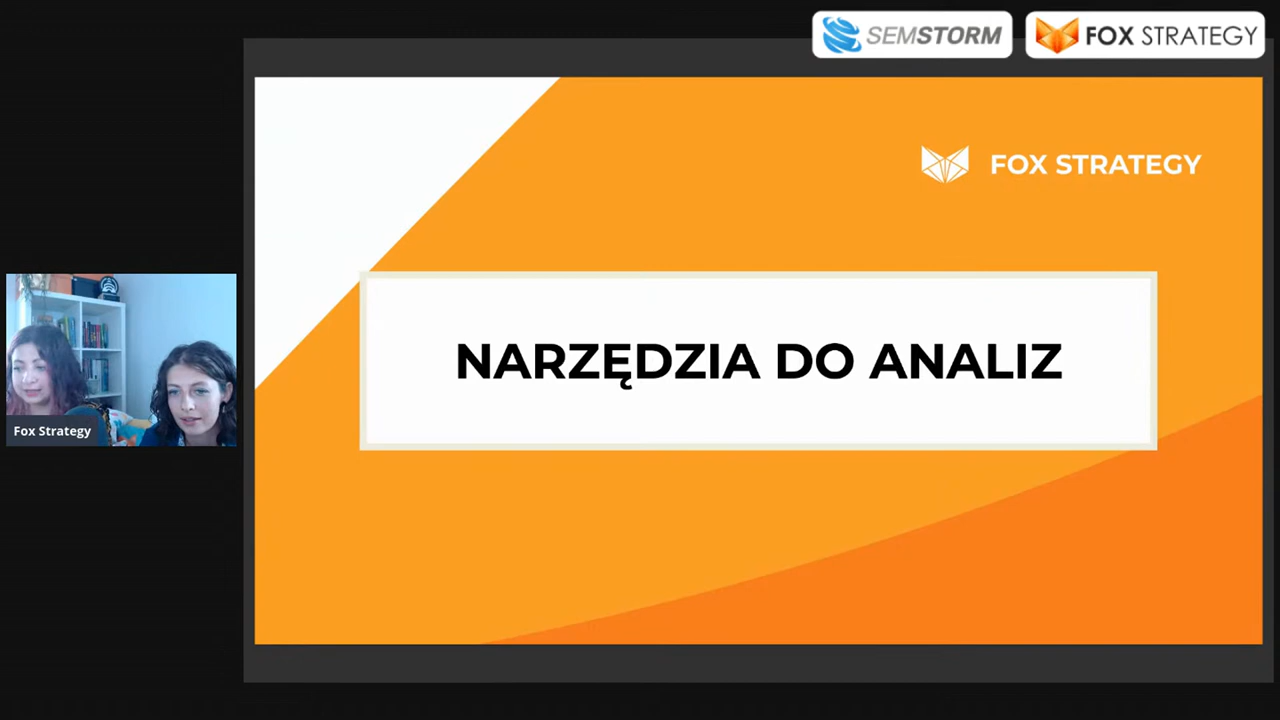 SEMSTORM
FOX STRATEGY
FOX STRATEGY
NARZĘDZIA DO ANALIZ
Fox Strategy